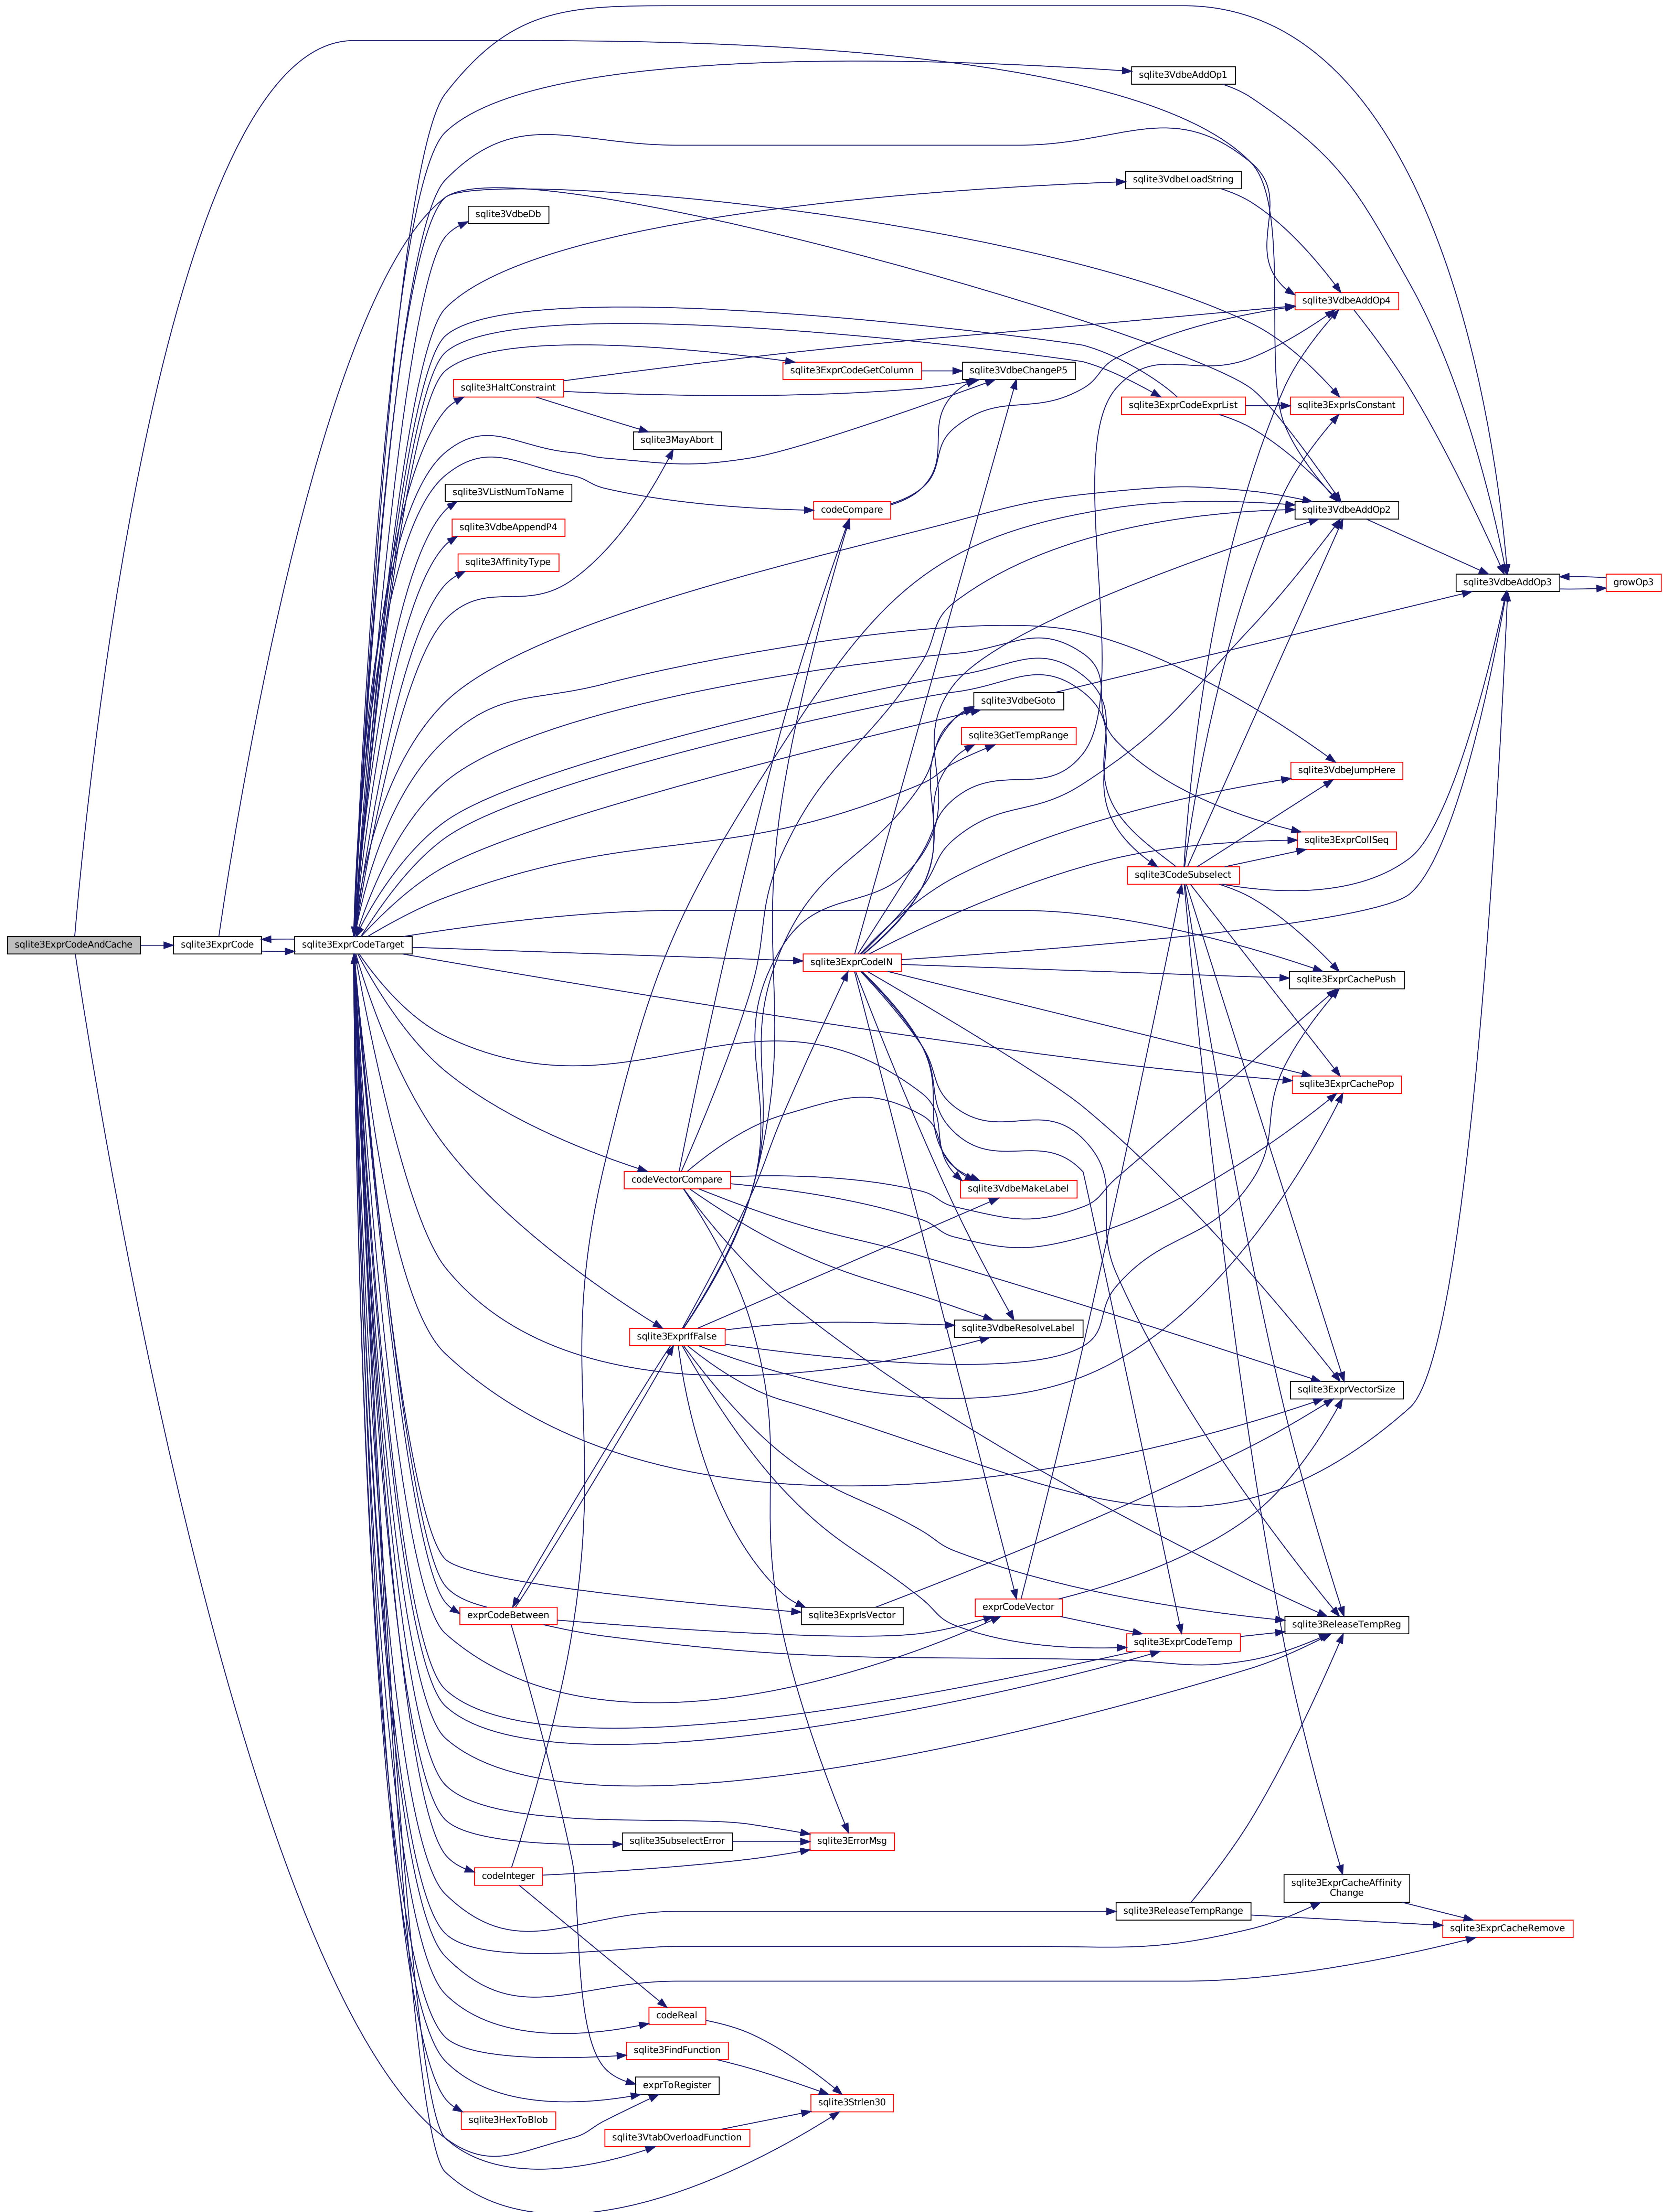 sqlite3VdbeAddOp1
sqlite3VdbeLoadString
sqlite3VdbeDb
sqlite3VdbeAddOp4
sqlite3ExprCodeGetColumn
sqlite3VdbeChangeP5
sqlite3HaltConstraint
sqlite3ExprCodeExprList
sqlite3ExprIsConstant
sqlite3MayAbort
sqlite3VListNumToName
codeCompare
sqlite3VdbeAddOp2
sqlite3VdbeAppendP4
sqlite3AffinityType
sqlite3VdbeAddOp3
growOp3
sqlite3VdbeGoto
sqlite3GetTempRange
sqlite3VdbeJumpHere
sqlite3ExprCollSeq
sqlite3CodeSubselect
sqlite3ExprCodeAndCache
sqlite3ExprCode
sqlite3ExprCodeTarget
sqlite3ExprCodeIN
sqlite3ExprCachePush
sqlite3ExprCachePop
codeVectorCompare
sqlite3VdbeMakeLabel
sqlite3ExprIfFalse
sqlite3VdbeResolveLabel
sqlite3ExprVectorSize
exprCodeVector
exprCodeBetween
sqlite3ExprIsVector
sqlite3ReleaseTempReg
sqlite3ExprCodeTemp
sqlite3SubselectError
sqlite3ErrorMsg
codeInteger
sqlite3ExprCacheAffinity
Change
sqlite3ReleaseTempRange
sqlite3ExprCacheRemove
codeReal
sqlite3FindFunction
exprToRegister
sqlite3Strlen30
sqlite3HexToBlob
sqlite3VtabOverloadFunction